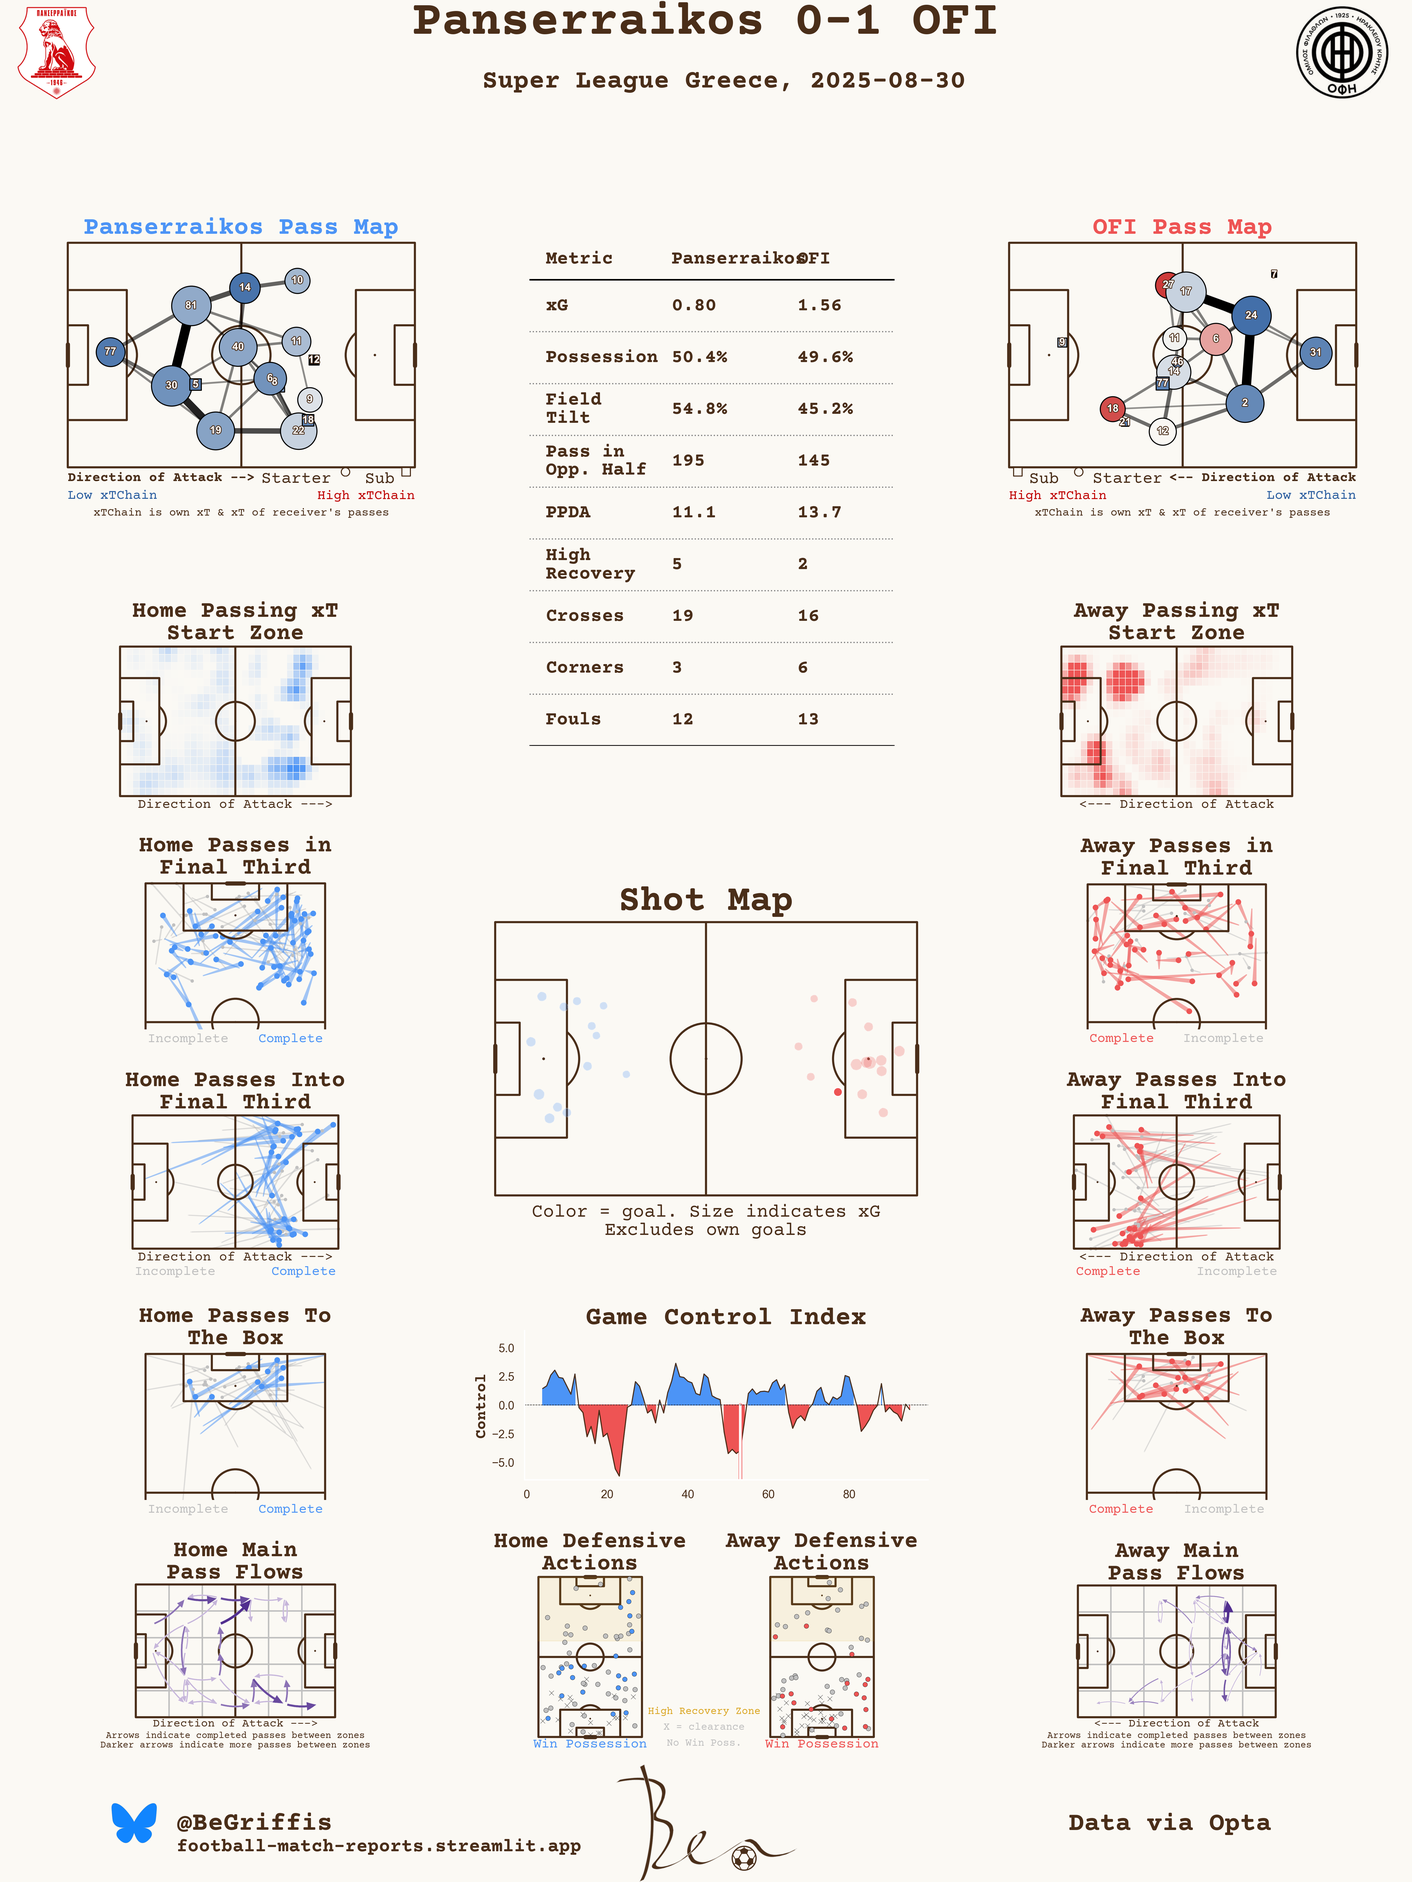 Panserraikos 0-1 OFI
Super League Greece, 2025-08-30
ΠΑΝΣΕΡΡΑΪΚΟΣ
1946
ΟΜΙΛΟΣ ΦΙΛΑΘΛΩΝ • 1925 • ΗΡΑΚΛΕΙΟΥ ΚΡΗΤΗΣ
ΟΦΗ
Panserraikos Pass Map
77
81
14
10
40
11
12
30
5
6
8
9
18
19
22
Direction of Attack --> Starter Sub
Low xTChain High xTChain
xTChain is own xT & xT of receiver's passes
Metric Panserraikos OFI
xG 0.80 1.56
Possession 50.4% 49.6%
Field Tilt 54.8% 45.2%
Pass in Opp. Half 195 145
PPDA 11.1 13.7
High Recovery 5 2
Crosses 19 16
Corners 3 6
Fouls 12 13
OFI Pass Map
7
27
17
24
11
6
9
46
14
77
31
18
21
12
2
Sub Starter <-- Direction of Attack
High xTChain Low xTChain
xTChain is own xT & xT of receiver's passes
Home Passing xT
Start Zone
Direction of Attack --->
Away Passing xT
Start Zone
<--- Direction of Attack
Home Passes in
Final Third
Incomplete Complete
Away Passes in
Final Third
Complete Incomplete
Shot Map
Color = goal. Size indicates xG
Excludes own goals
Home Passes Into
Final Third
Direction of Attack --->
Incomplete Complete
Away Passes Into
Final Third
<--- Direction of Attack
Complete Incomplete
Home Passes To
The Box
Incomplete Complete
Game Control Index
Control
5.0
2.5
0.0
−2.5
−5.0
0 20 40 60 80
Away Passes To
The Box
Complete Incomplete
Home Main
Pass Flows
Direction of Attack --->
Arrows indicate completed passes between zones
Darker arrows indicate more passes between zones
Home Defensive
Actions
Win Possession
High Recovery Zone
X = clearance
No Win Poss.
Away Defensive
Actions
Win Possession
Away Main
Pass Flows
<--- Direction of Attack
Arrows indicate completed passes between zones
Darker arrows indicate more passes between zones
@BeGriffis
football-match-reports.streamlit.app
Ben
Data via Opta